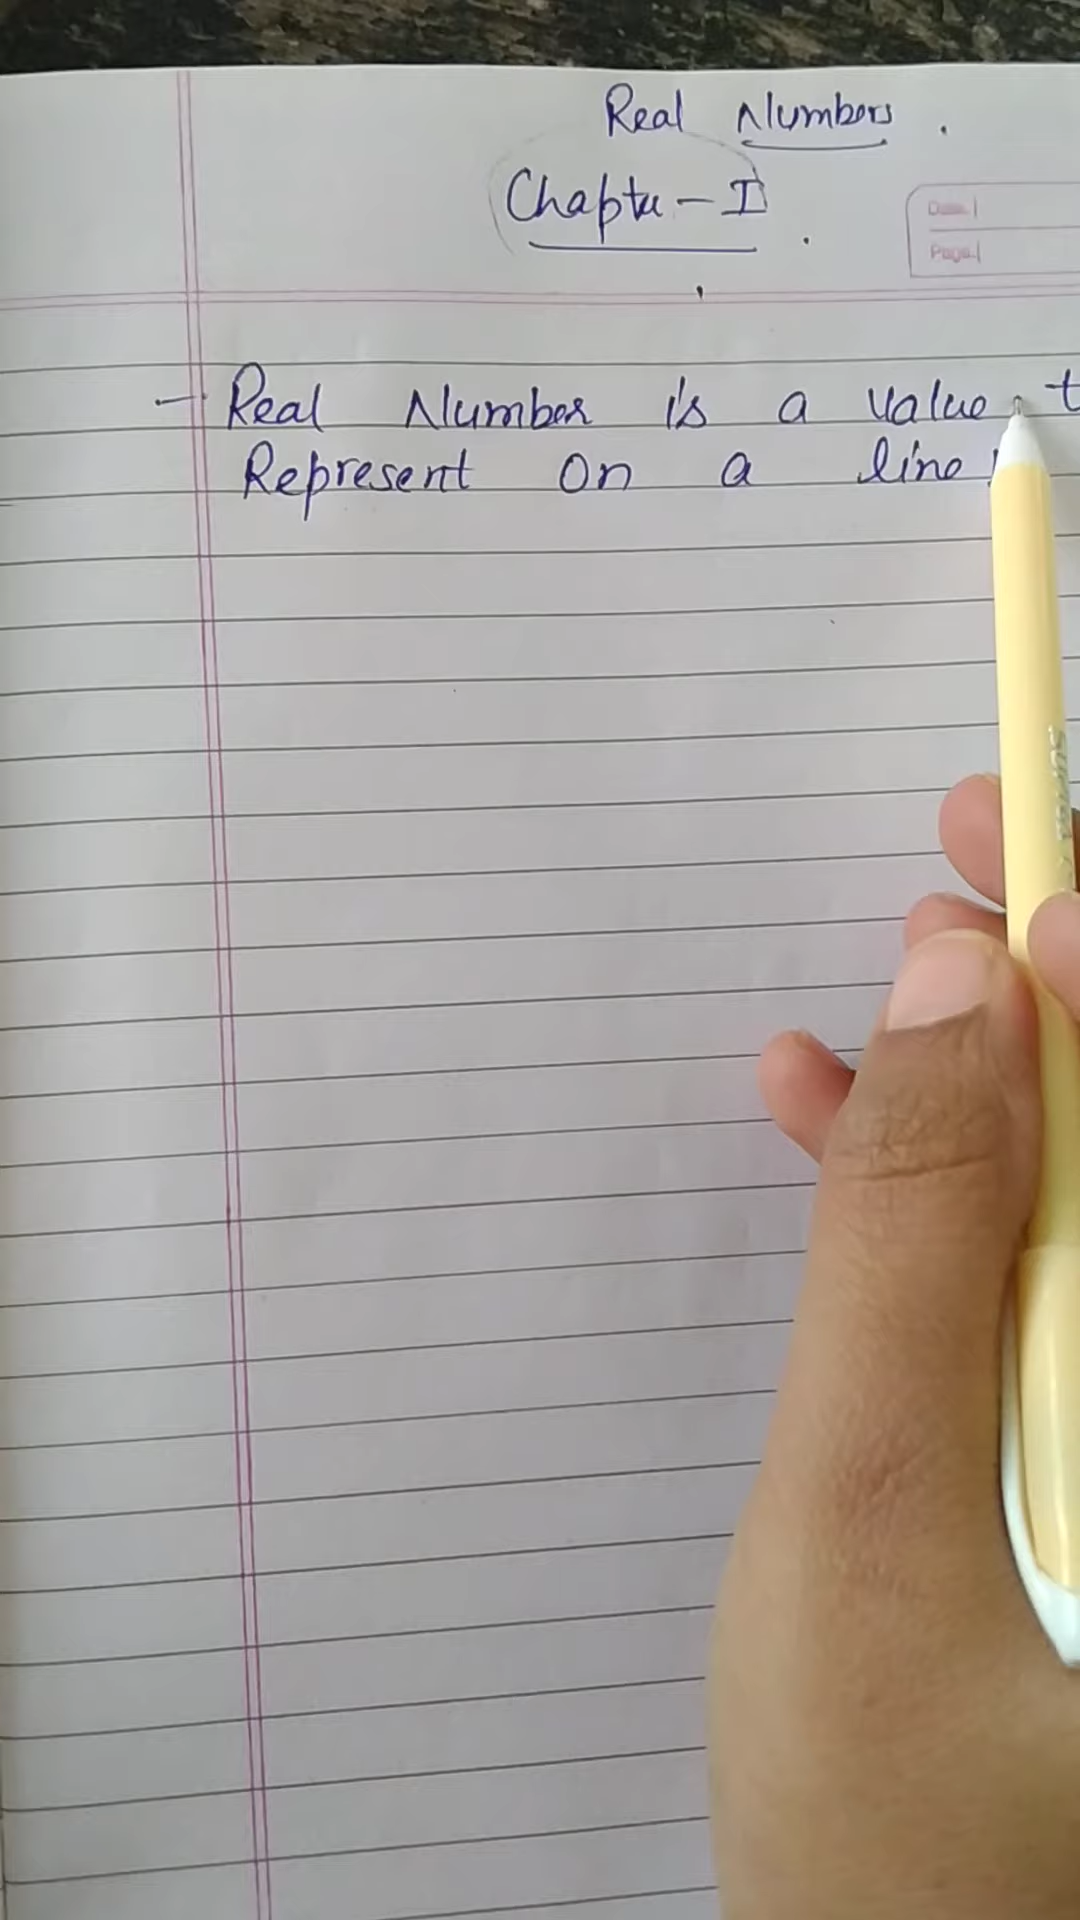 Real Numbers .
Chapter - I
Date
Page
- Real Number is a value
Represent on a line